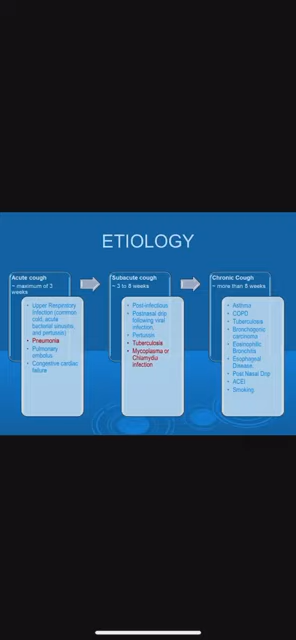 ETIOLOGY
Acute cough
~ maximum of 3
weeks
Upper Respiratory
Infection (common
cold, acute
bacterial sinusitis,
and pertussis)
Pneumonia
Pulmonary
embolus
Congestive cardiac
failure
Subacute cough
~ 3 to 8 weeks
Post-infectious
Postnasal drip
following viral
infection,
Pertussis
Tuberculosis
Mycoplasma or
Chlamydia
infection
Chronic Cough
~ more than 8 weeks
Asthma
COPD
Tuberculosis
Bronchogenic
carcinoma
Eosinophilic
Bronchitis
Esophageal
Disease
Post Nasal Drip
ACEI
Smoking